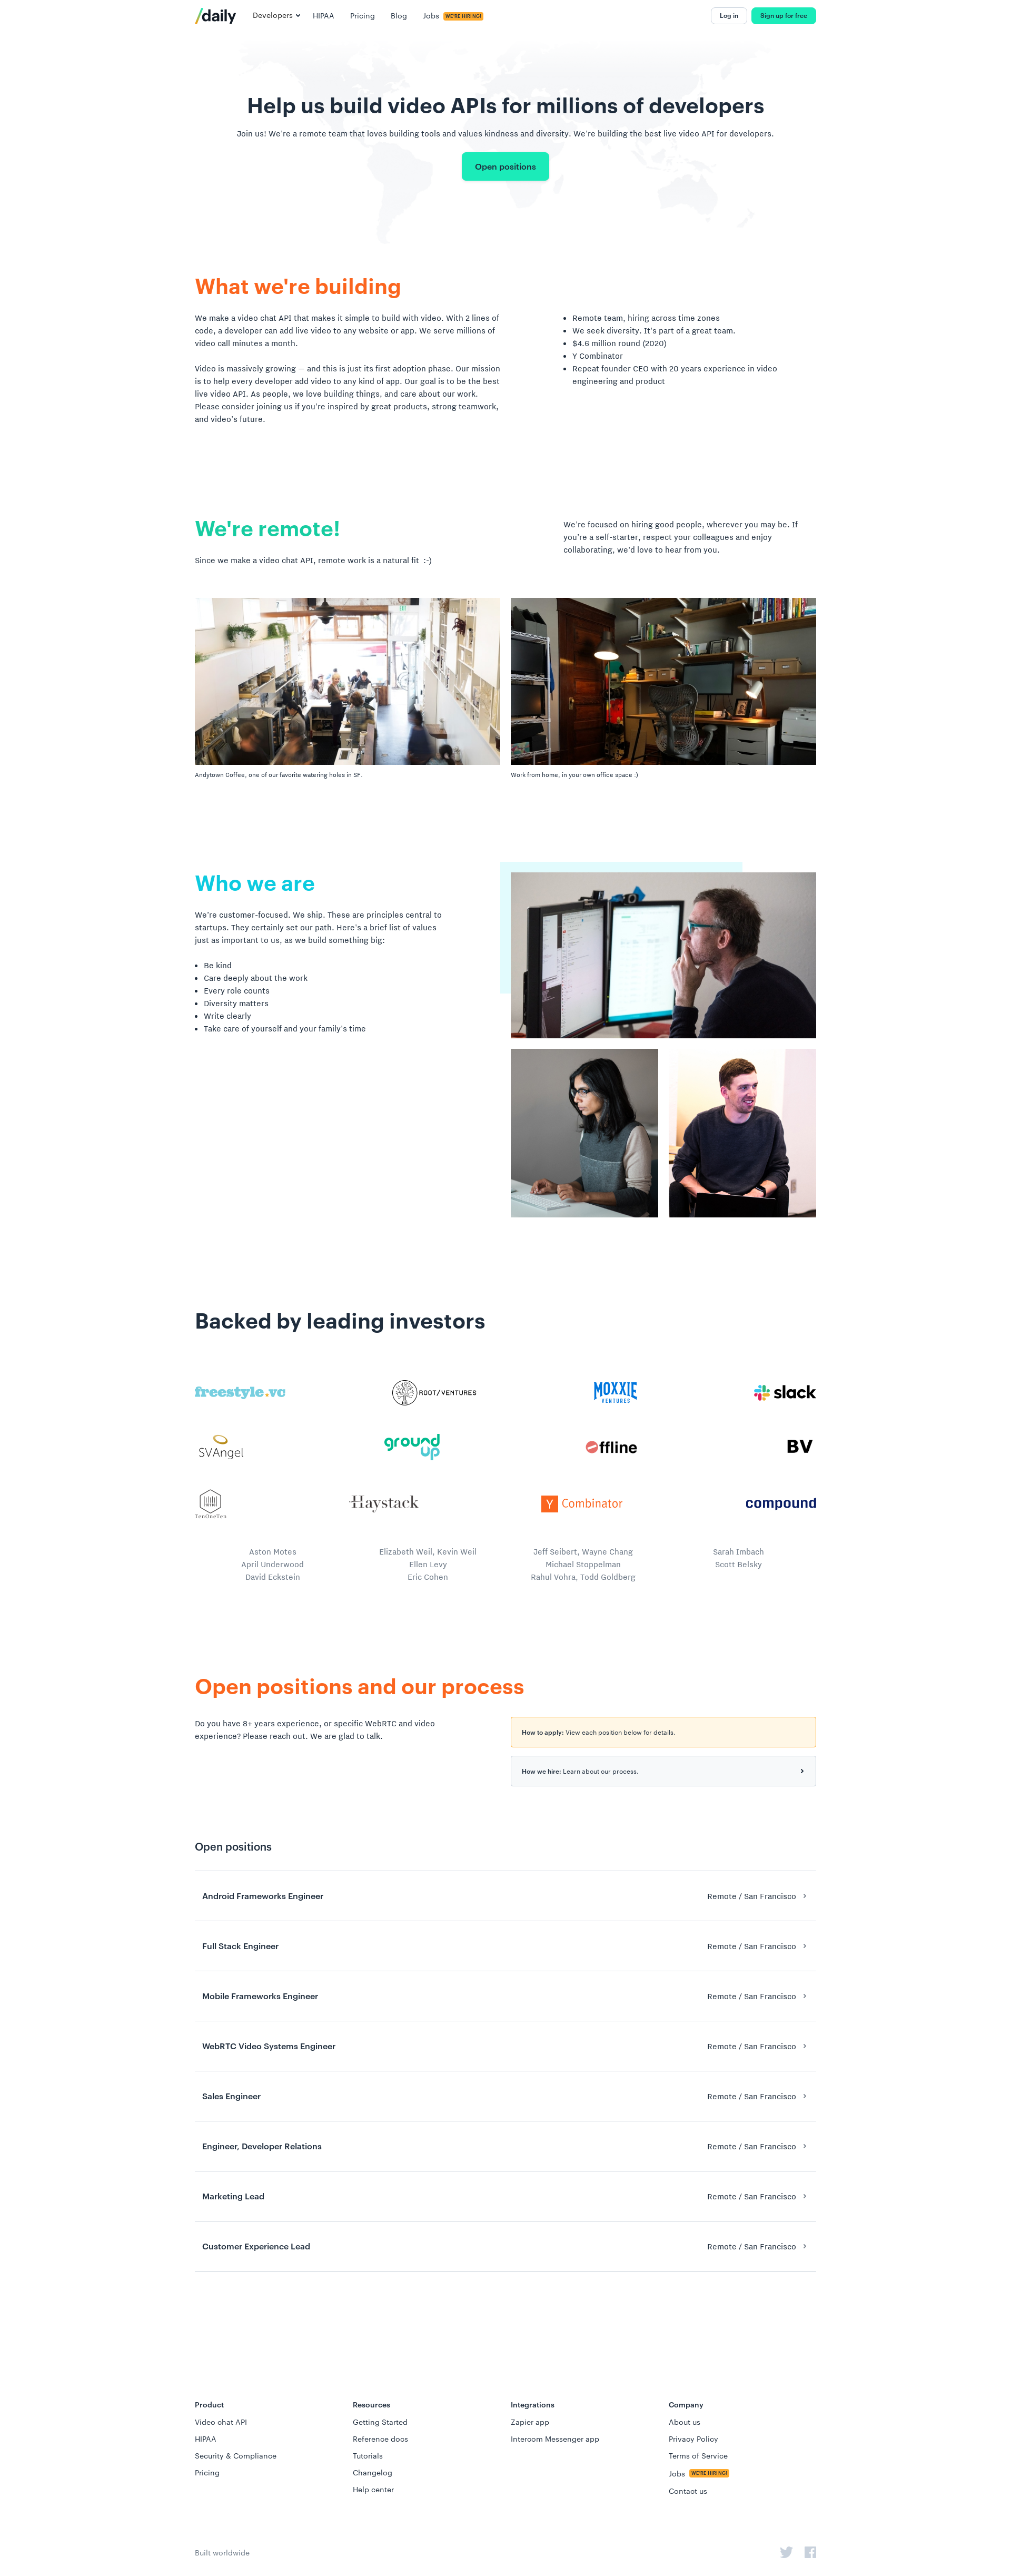 /daily
Developers
HIPAA
Pricing
Blog
Jobs
WE'RE HIRING!
Log in
Sign up for free
Help us build video APIs for millions of developers
Join us! We're a remote team that loves building tools and values kindness and diversity. We're building the best live video API for developers.
Open positions
What we're building
We make a video chat API that makes it simple to build with video. With 2 lines of
code, a developer can add live video to any website or app. We serve millions of
video call minutes a month.
Video is massively growing — and this is just its first adoption phase. Our mission
is to help every developer add video to any kind of app. Our goal is to be the best
live video API. As people, we love building things, and care about our work.
Please consider joining us if you're inspired by great products, strong teamwork,
and video's future.
• Remote team, hiring across time zones
• We seek diversity. It's part of a great team.
• $4.6 million round (2020)
• Y Combinator
• Repeat founder CEO with 20 years experience in video
engineering and product
We're remote!
Since we make a video chat API, remote work is a natural fit :-)
We're focused on hiring good people, wherever you may be. If
you're a self-starter, respect your colleagues and enjoy
collaborating, we'd love to hear from you.
Andytown Coffee, one of our favorite watering holes in SF.
Work from home, in your own office space :)
Who we are
We're customer-focused. We ship. These are principles central to
startups. They certainly set our path. Here's a brief list of values
just as important to us, as we build something big:
• Be kind
• Care deeply about the work
• Every role counts
• Diversity matters
• Write clearly
• Take care of yourself and your family's time
Backed by leading investors
freestyle.vc
ROOT/VENTURES
MOXXIE
VENTURES
slack
SVAngel
ground
up
offline
BV
TenOneTen
Haystack
Y Combinator
compound
Aston Motes
April Underwood
David Eckstein
Elizabeth Weil, Kevin Weil
Ellen Levy
Eric Cohen
Jeff Seibert, Wayne Chang
Michael Stoppelman
Rahul Vohra, Todd Goldberg
Sarah Imbach
Scott Belsky
Open positions and our process
Do you have 8+ years experience, or specific WebRTC and video
experience? Please reach out. We are glad to talk.
How to apply: View each position below for details.
How we hire: Learn about our process.
Open positions
Android Frameworks Engineer
Remote / San Francisco
Full Stack Engineer
Remote / San Francisco
Mobile Frameworks Engineer
Remote / San Francisco
WebRTC Video Systems Engineer
Remote / San Francisco
Sales Engineer
Remote / San Francisco
Engineer, Developer Relations
Remote / San Francisco
Marketing Lead
Remote / San Francisco
Customer Experience Lead
Remote / San Francisco
Product
Video chat API
HIPAA
Security & Compliance
Pricing
Resources
Getting Started
Reference docs
Tutorials
Changelog
Help center
Integrations
Zapier app
Intercom Messenger app
Company
About us
Privacy Policy
Terms of Service
Jobs
WE'RE HIRING!
Contact us
Built worldwide